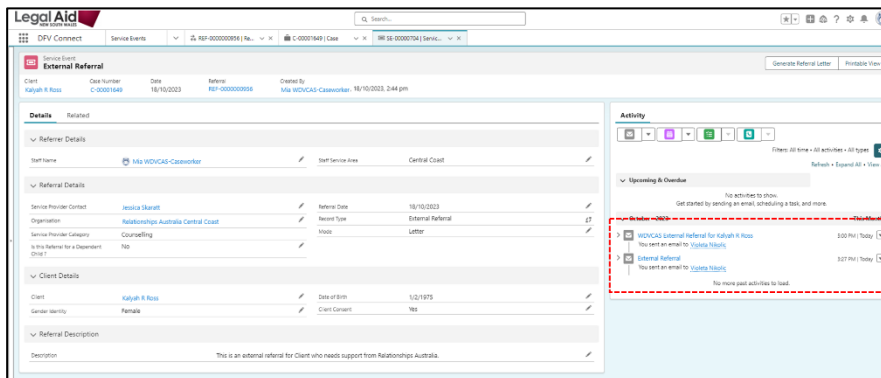 Legal Aid
NEW SOUTH WALES
Search...
DFV Connect
Service Events
REF-0000000956 | Re...
C-00001649 | Case
SE-00000704 | Servic...
Service Event
External Referral
Generate Referral Letter
Printable View
Client
Case Number
Date
Referral
Created By
Kalyah R Ross
C-00001649
18/10/2023
REF-0000000956
Mia WDVCAS-Caseworker, 18/10/2023, 2:44 pm
Details
Related
Referrer Details
Staff Name
Mia WDVCAS-Caseworker
Staff Service Area
Central Coast
Referral Details
Service Provider Contact
Jessica Skaratt
Referral Date
18/10/2023
Organisation
Relationships Australia Central Coast
Record Type
External Referral
Service Provider Category
Counselling
Mode
Letter
Is this Referral for a Dependent
Child ?
No
Client Details
Client
Kalyah R Ross
Date of Birth
1/2/1975
Gender Identity
Female
Client Consent
Yes
Referral Description
Description
This is an external referral for Client who needs support from Relationships Australia.
Activity
Filters: All time • All activities • All types
Refresh • Expand All • View
Upcoming & Overdue
No activities to show.
Get started by sending an email, scheduling a task, and more.
October • 2023
This Month
WDVCAS External Referral for Kalyah R Ross
3:00 PM | Today
You sent an email to Violeta Nikolic
External Referral
3:27 PM | Today
You sent an email to Violeta Nikolic
No more past activities to load.